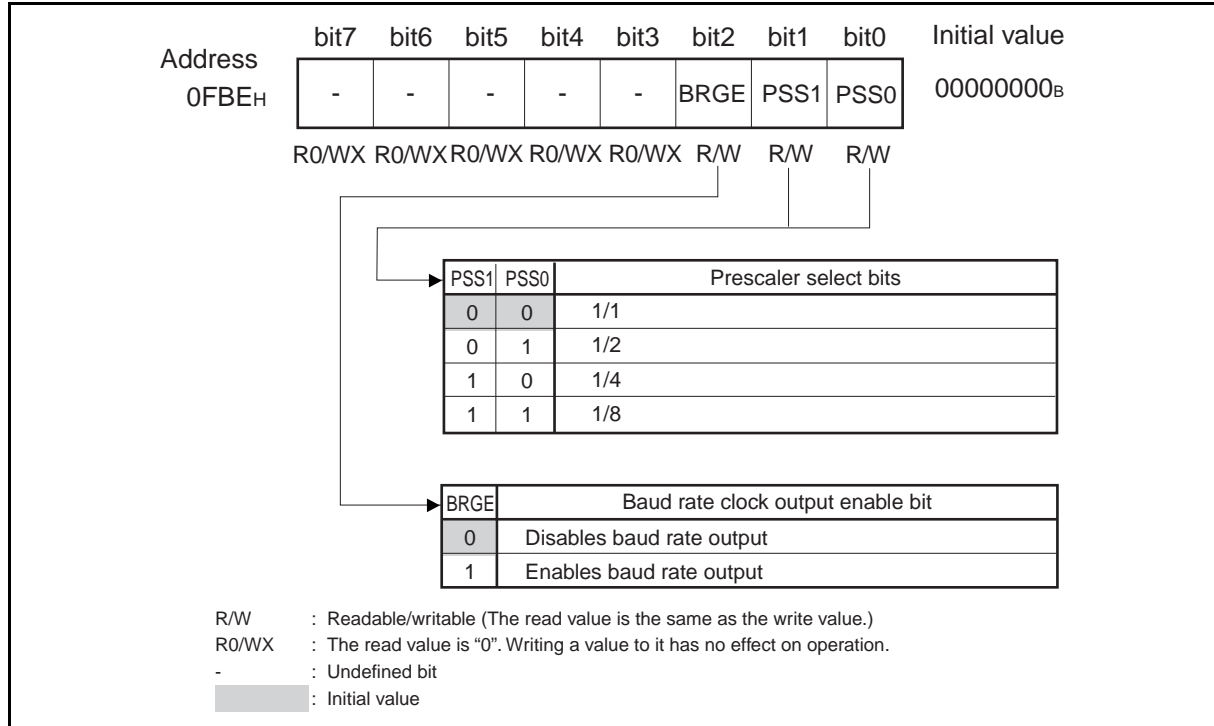 bit7 bit6 bit5 bit4 bit3 bit2 bit1 bit0 Initial value
Address
0FBEH - - - - - BRGE PSS1 PSS0 00000000B
R0/WX R0/WX R0/WX R0/WX R0/WX R/W R/W R/W
PSS1 PSS0 Prescaler select bits
0 0 1/1
0 1 1/2
1 0 1/4
1 1 1/8
BRGE Baud rate clock output enable bit
0 Disables baud rate output
1 Enables baud rate output
R/W : Readable/writable (The read value is the same as the write value.)
R0/WX : The read value is “0”. Writing a value to it has no effect on operation.
- : Undefined bit
: Initial value